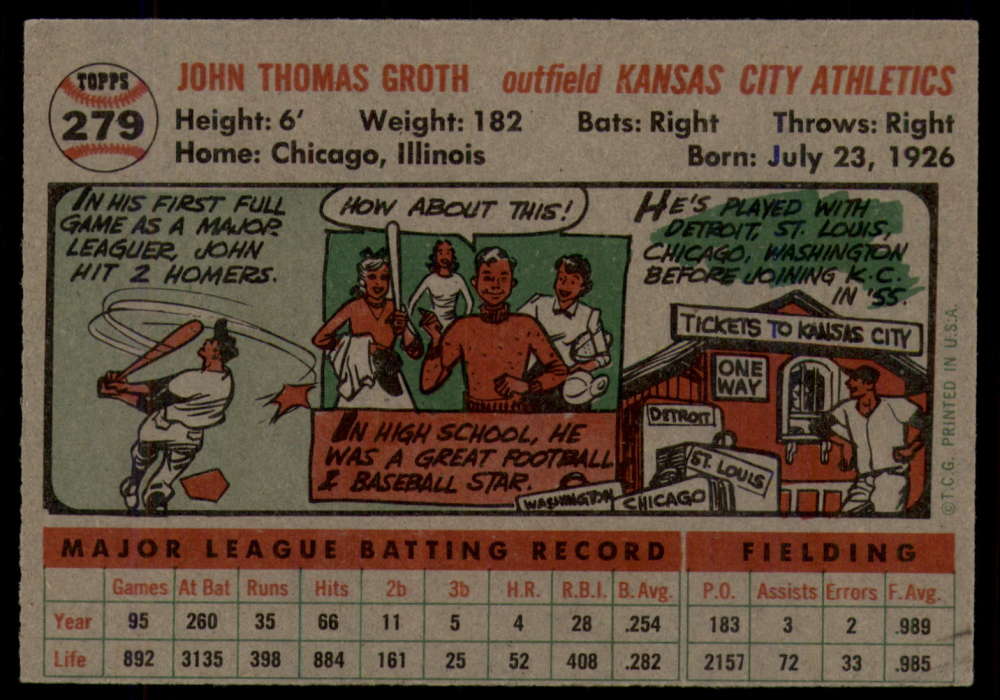 TOPPS
279
JOHN THOMAS GROTH outfield KANSAS CITY ATHLETICS
Height: 6' Weight: 182 Bats: Right Throws: Right
Home: Chicago, Illinois Born: July 23, 1926
IN HIS FIRST FULL
GAME AS A MAJOR
LEAGUER, JOHN
HIT 2 HOMERS.
HOW ABOUT THIS!
IN HIGH SCHOOL, HE
WAS A GREAT FOOTBALL
& BASEBALL STAR.
HE'S PLAYED WITH
DETROIT, ST. LOUIS,
CHICAGO, WASHINGTON
BEFORE JOINING K.C.
IN '55.
TICKETS TO KANSAS CITY
ONE
WAY
DETROIT
ST. LOUIS
WASHINGTON
CHICAGO
©T.C.G. PRINTED IN U.S.A.
MAJOR LEAGUE BATTING RECORD FIELDING
Games At Bat Runs Hits 2b 3b H.R. R.B.I. B. Avg. P.O. Assists Errors F. Avg.
Year 95 260 35 66 11 5 4 28 .254 183 3 2 .989
Life 892 3135 398 884 161 25 52 408 .282 2157 72 33 .985